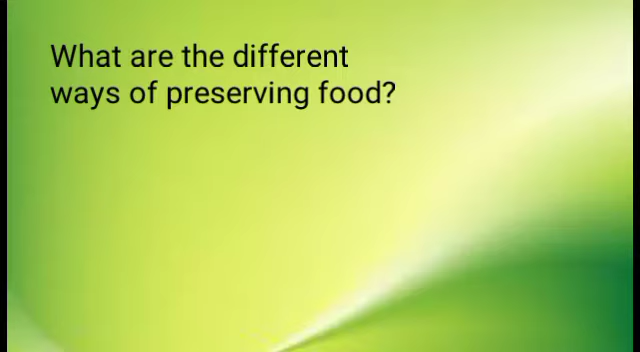 What are the different
ways of preserving food?